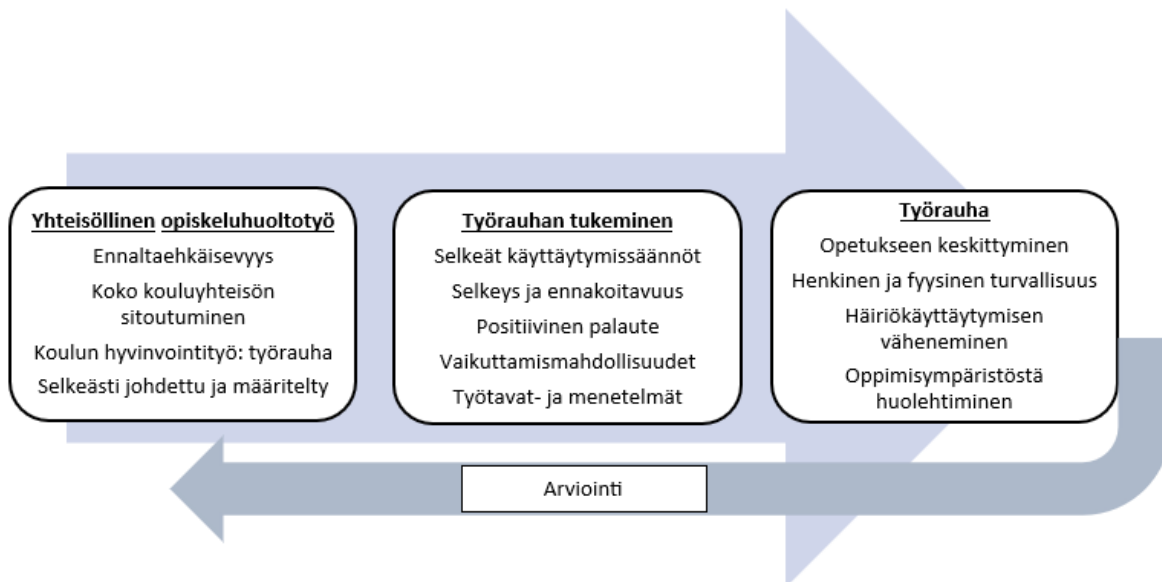 Yhteisöllinen opiskeluhuoltotyö
Ennaltaehkäisevyys
Koko kouluyhteisön
sitoutuminen
Koulun hyvinvointityö: työrauha
Selkeästi johdettu ja määritelty
Työrauhan tukeminen
Selkeät käyttäytymissäännöt
Selkeys ja ennakoitavuus
Positiivinen palaute
Vaikuttamismahdollisuudet
Työtavat- ja menetelmät
Työrauha
Opetukseen keskittyminen
Henkinen ja fyysinen turvallisuus
Häiriökäyttäytymisen
väheneminen
Oppimisympäristöstä
huolehtiminen
Arviointi